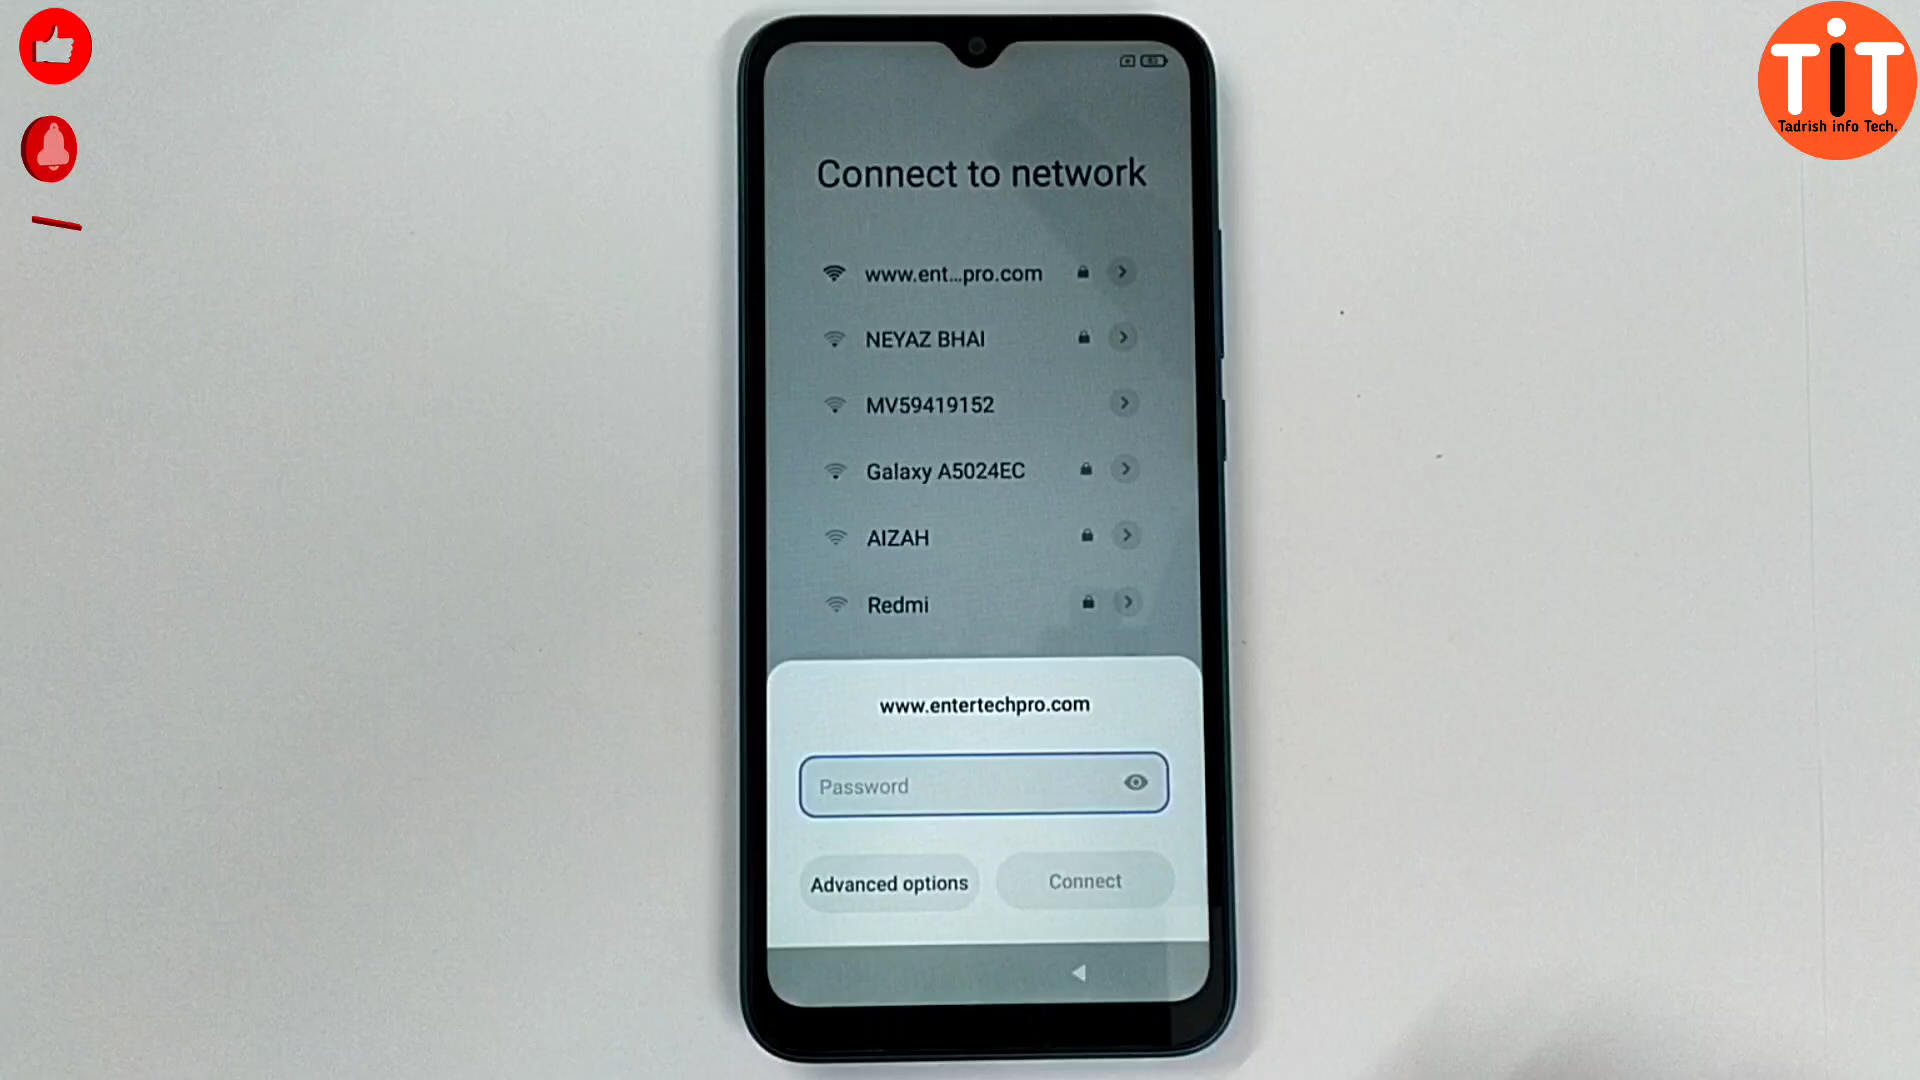 TiT
Tadrish info Tech.
Connect to network
www.ent...pro.com
NEYAZ BHAI
MV59419152
Galaxy A5024EC
AIZAH
Redmi
www.entertechpro.com
Password
Advanced options
Connect